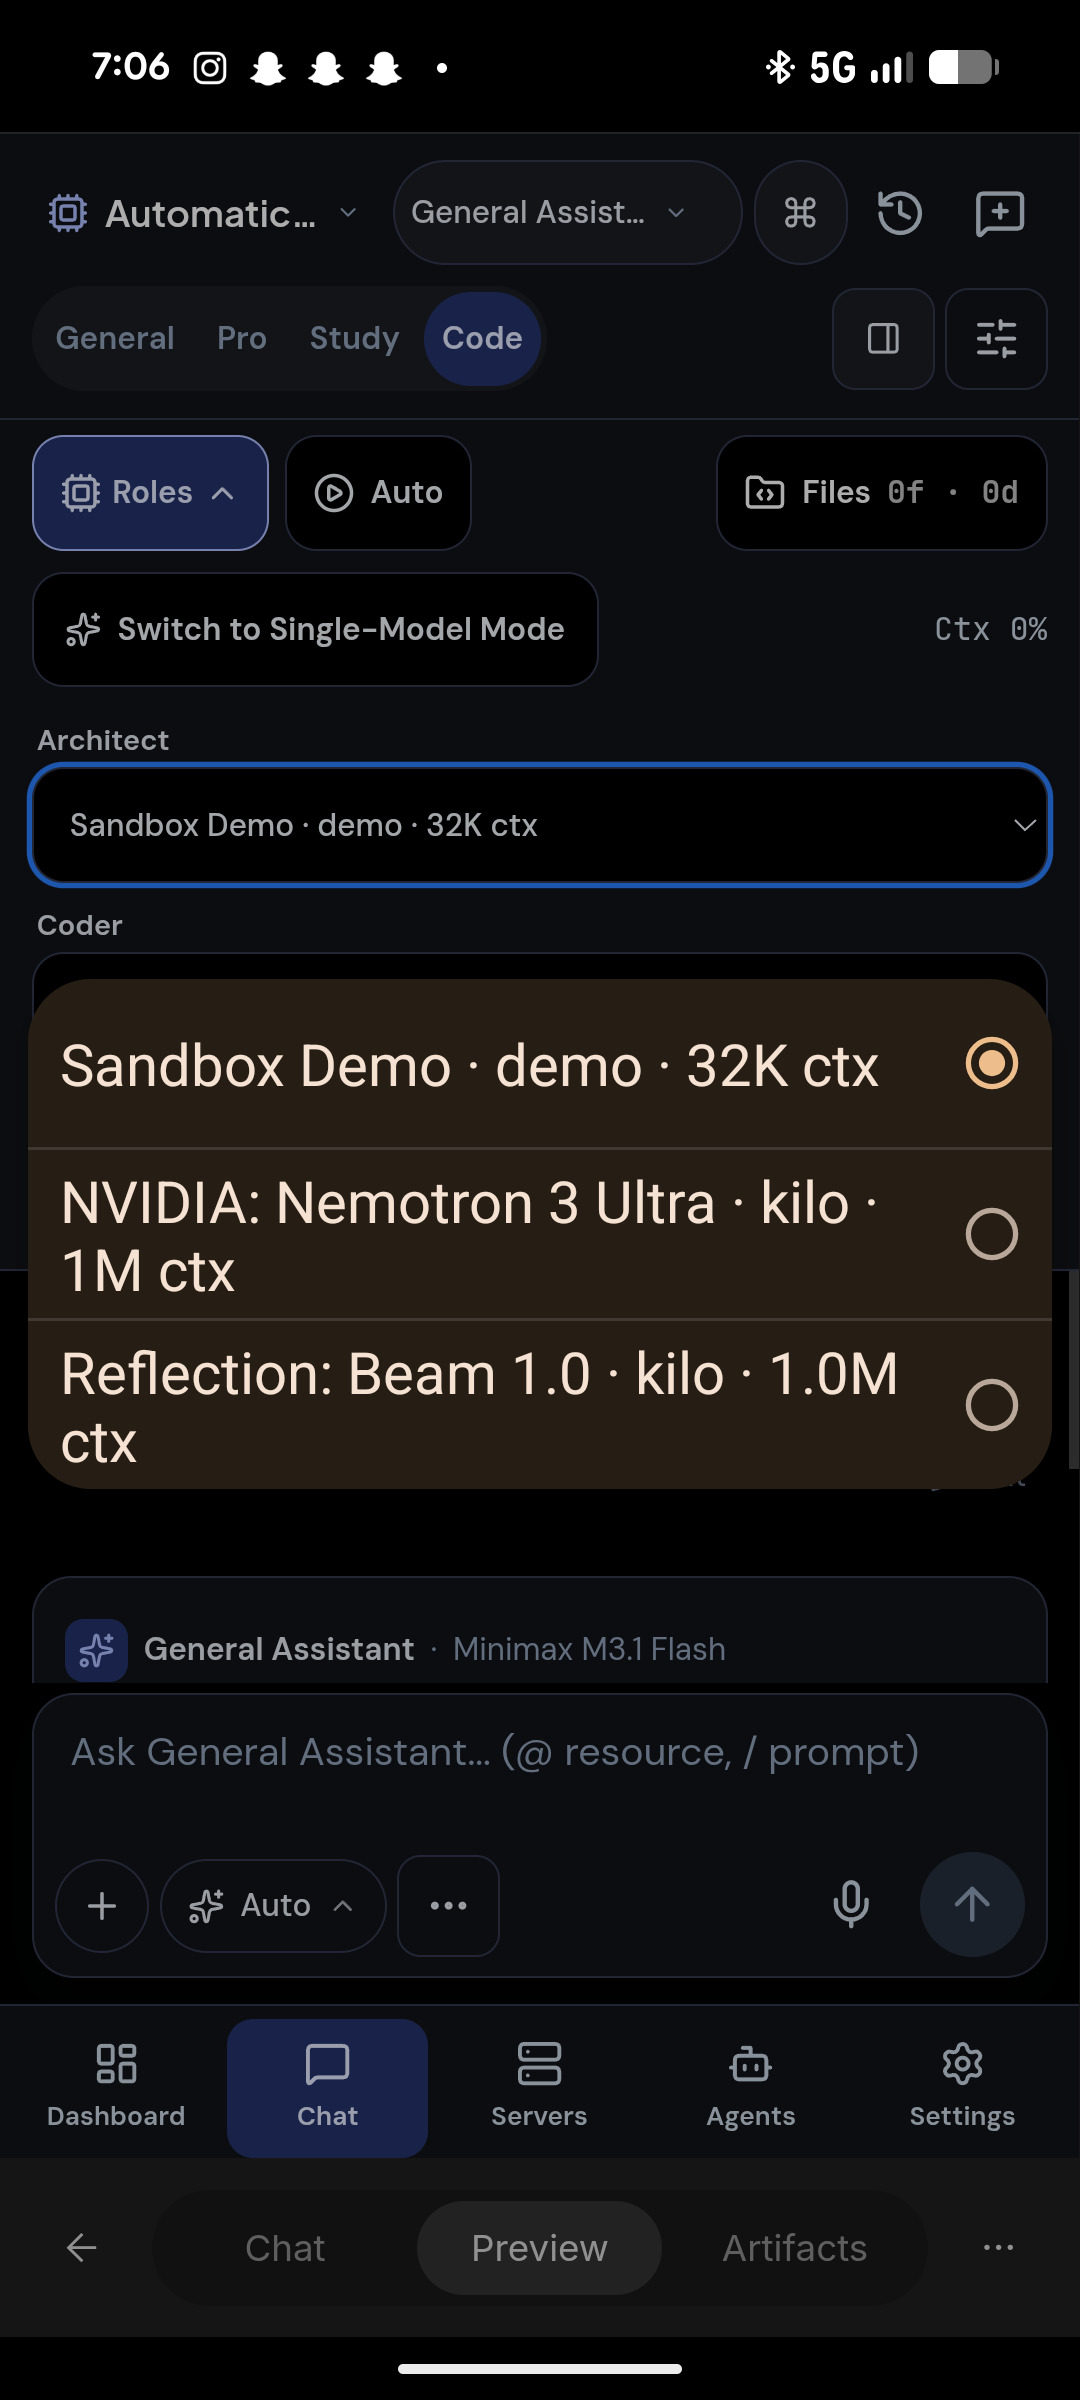 7:06
5G
Automatic...
General Assist...
General
Pro
Study
Code
Roles
Auto
Files 0f · 0d
Switch to Single-Model Mode
Ctx 0%
Architect
Sandbox Demo · demo · 32K ctx
Coder
Sandbox Demo · demo · 32K ctx
NVIDIA: Nemotron 3 Ultra · kilo ·
1M ctx
Reflection: Beam 1.0 · kilo · 1.0M
ctx
General Assistant · Minimax M3.1 Flash
Ask General Assistant... (@ resource, / prompt)
Auto
Dashboard
Chat
Servers
Agents
Settings
Chat
Preview
Artifacts